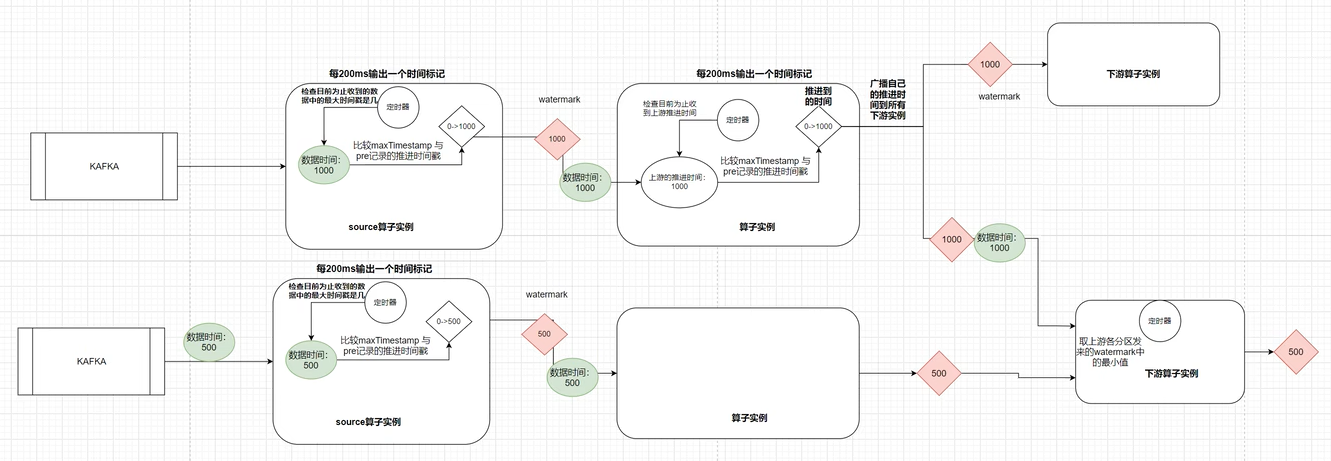 每200ms输出一个时间标记
检查目前为止收到的数
据中的最大时间戳是几
定时器
0->1000
比较maxTimestamp 与
pre记录的推进时间戳
数据时间:
1000
source算子实例
KAFKA
watermark
1000
数据时间:
1000
每200ms输出一个时间标记
检查目前为止收
到上游推进时间
定时器
推进到
的时间
0->1000
比较maxTimestamp 与
pre记录的推进时间戳
上游的推进时间:
1000
算子实例
广播自己
的推进时
间到所有
下游实例
1000
watermark
下游算子实例
1000
数据时间:
1000
每200ms输出一个时间标记
检查目前为止收到的数
据中的最大时间戳是几
定时器
0->500
比较maxTimestamp 与
pre记录的推进时间戳
数据时间:
500
source算子实例
KAFKA
数据时间:
500
watermark
500
数据时间:
500
算子实例
500
定时器
取上游各分区发
来的watermark中
的最小值
下游算子实例
500